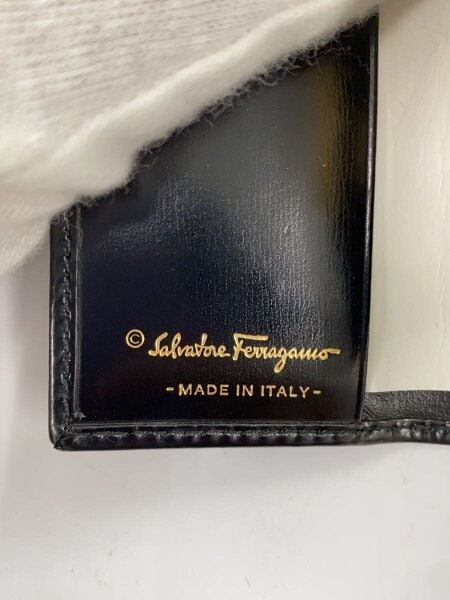 © Salvatore Ferragamo
- MADE IN ITALY -